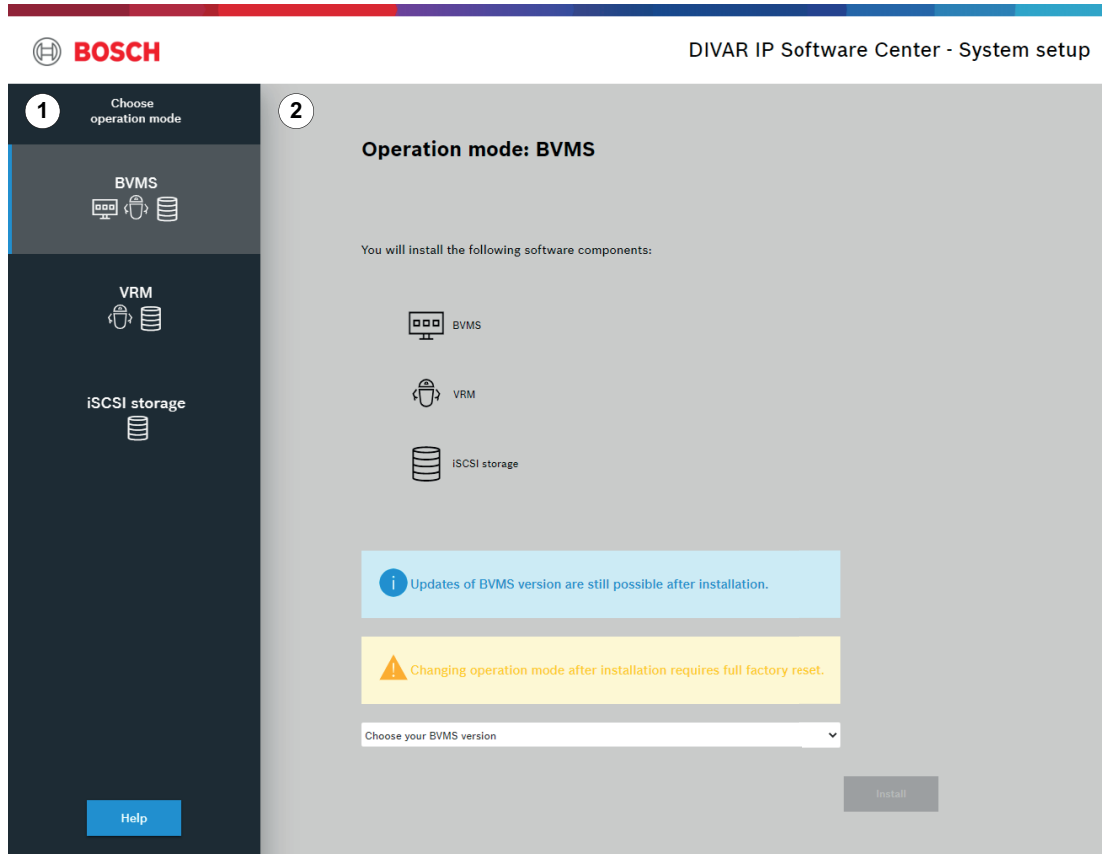 BOSCH
DIVAR IP Software Center - System setup
1
Choose
operation mode
BVMS
VRM
iSCSI storage
Help
2
Operation mode: BVMS
You will install the following software components:
BVMS
VRM
iSCSI storage
i Updates of BVMS version are still possible after installation.
! Changing operation mode after installation requires full factory reset.
Choose your BVMS version
Install